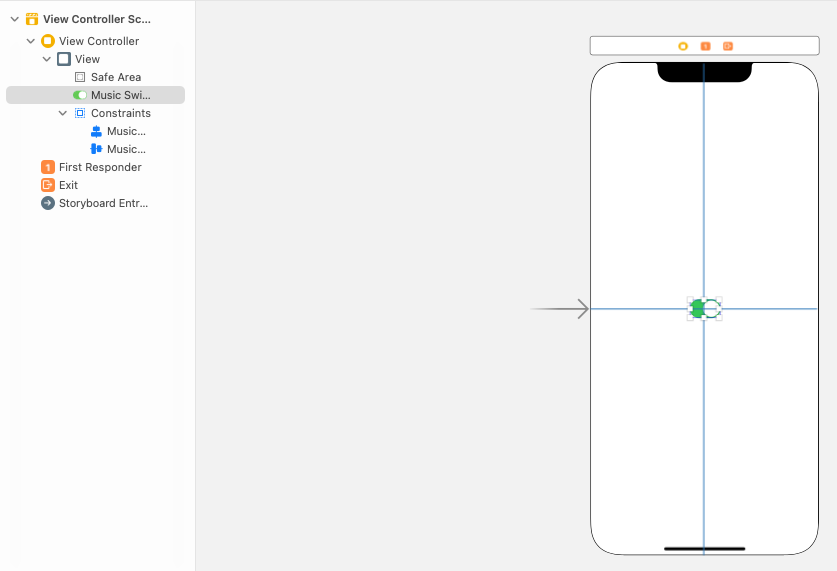 View Controller Sc...
View Controller
View
Safe Area
Music Swi...
Constraints
Music...
Music...
1 First Responder
Exit
Storyboard Entr...
1